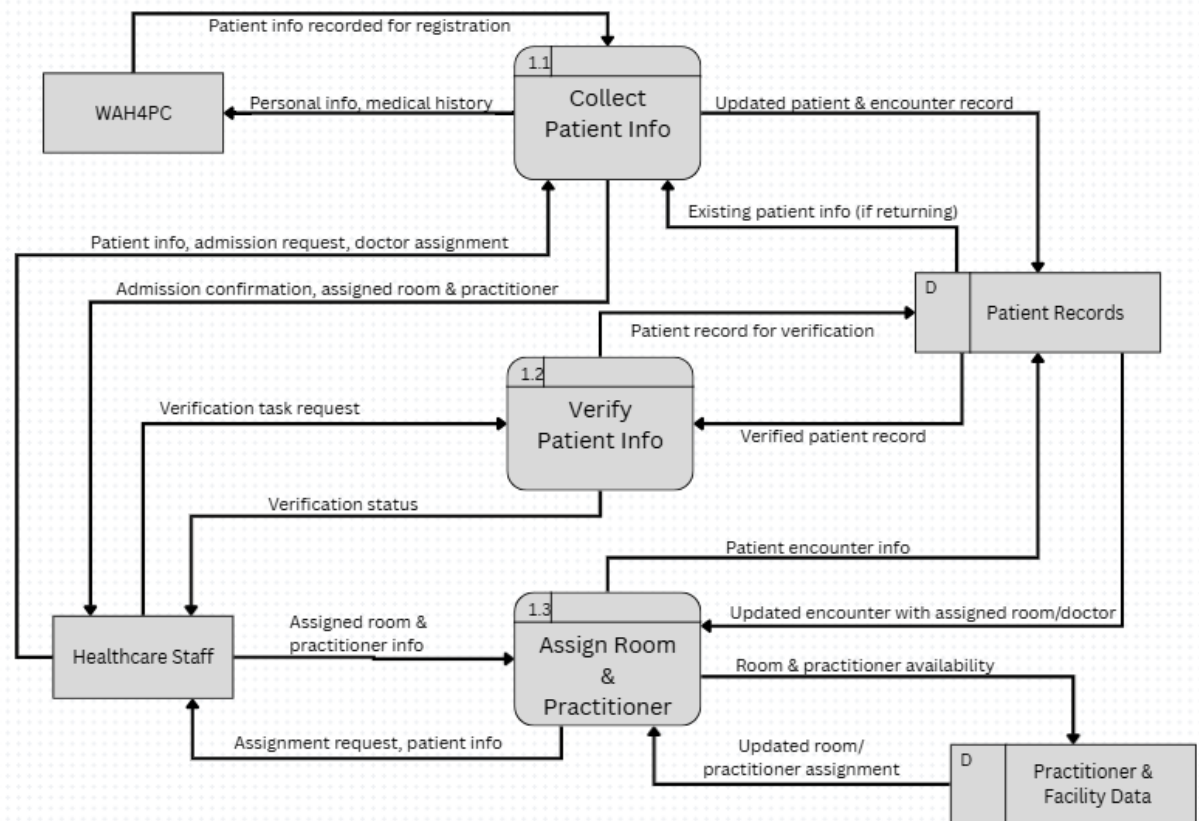 Patient info recorded for registration
1.1
Collect
Patient Info
WAH4PC
Personal info, medical history
Updated patient & encounter record
Existing patient info (if returning)
Patient info, admission request, doctor assignment
Admission confirmation, assigned room & practitioner
D
Patient Records
Patient record for verification
1.2
Verify
Patient Info
Verification task request
Verified patient record
Verification status
Patient encounter info
1.3
Assign Room
&
Practitioner
Updated encounter with assigned room/doctor
Assigned room &
practitioner info
Healthcare Staff
Room & practitioner availability
Assignment request, patient info
Updated room/
practitioner assignment
D
Practitioner &
Facility Data